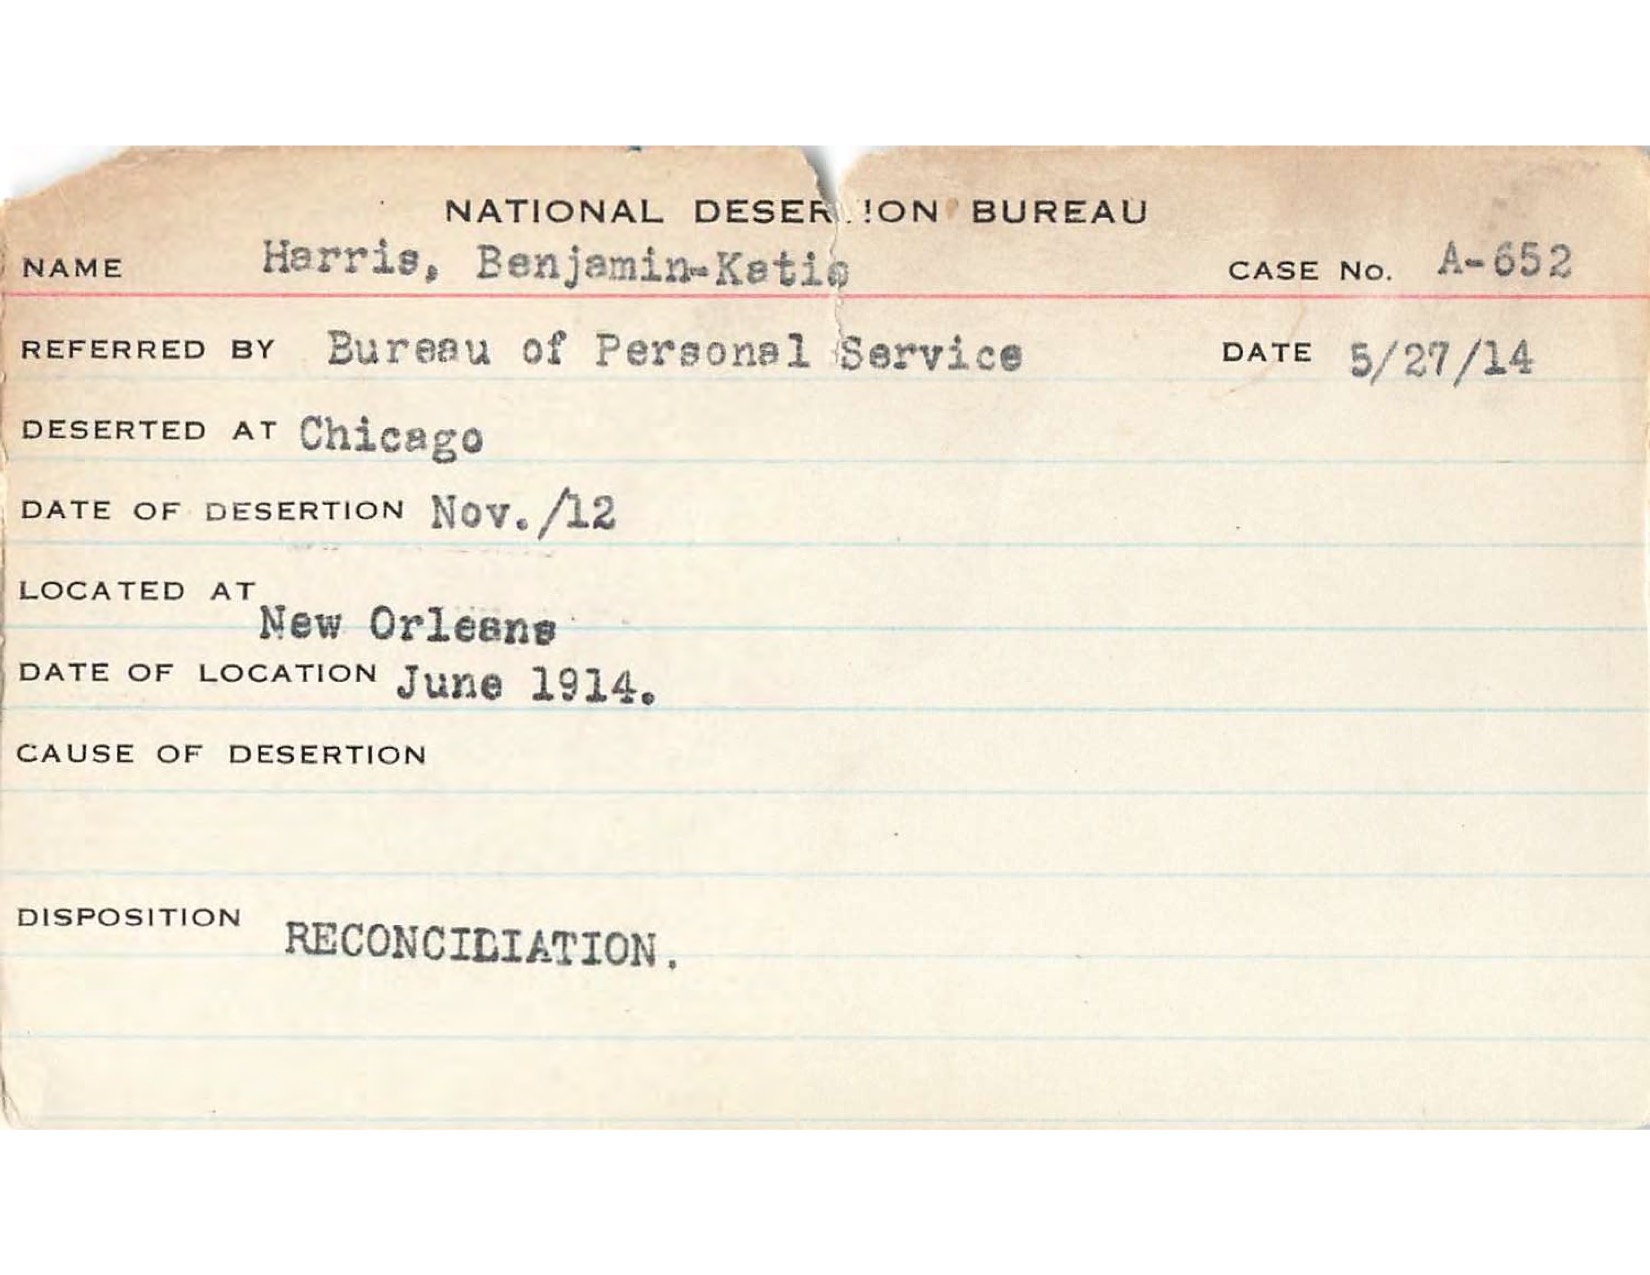 NATIONAL DESERTION BUREAU
NAME Harris, Benjamin-Katie CASE No. A-652
REFERRED BY Bureau of Personal Service DATE 5/27/14
DESERTED AT Chicago
DATE OF DESERTION Nov./12
LOCATED AT
New Orleans
DATE OF LOCATION June 1914.
CAUSE OF DESERTION
DISPOSITION RECONCILIATION.